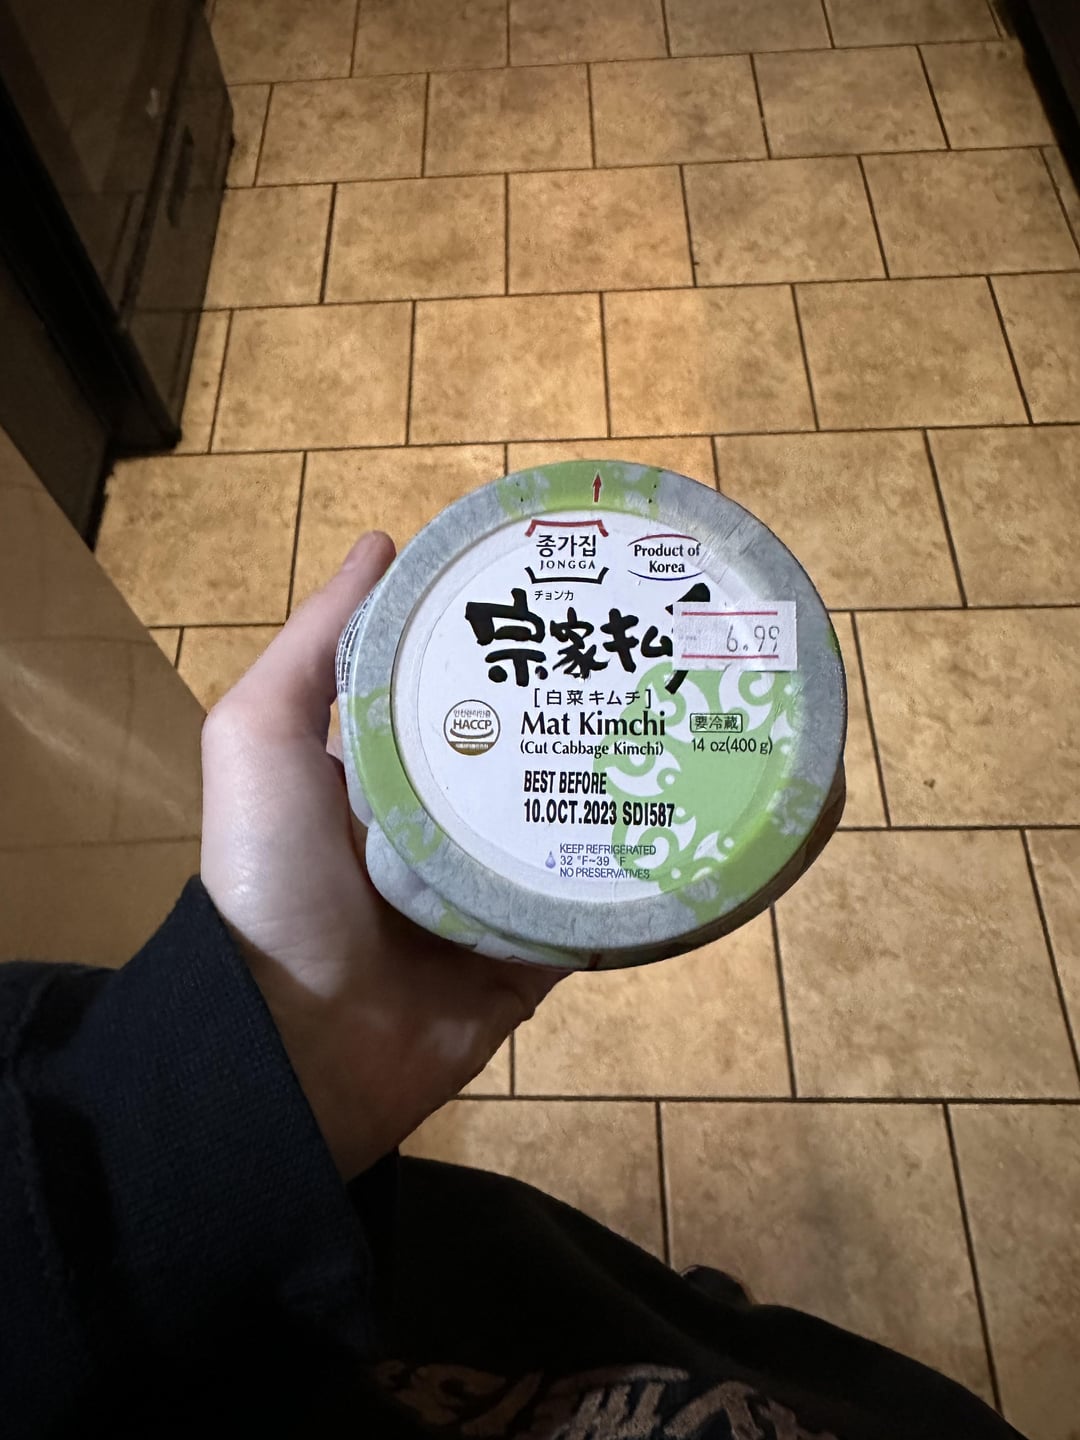 종가집
JONGGA
Product of
Korea
チョンカ
宗家キム
6.99
[白菜キムチ]
HACCP
Mat Kimchi
(Cut Cabbage Kimchi)
要冷蔵
14 oz(400 g)
BEST BEFORE
10.OCT.2023 SDI587
KEEP REFRIGERATED
32 °F~39 °F
NO PRESERVATIVES